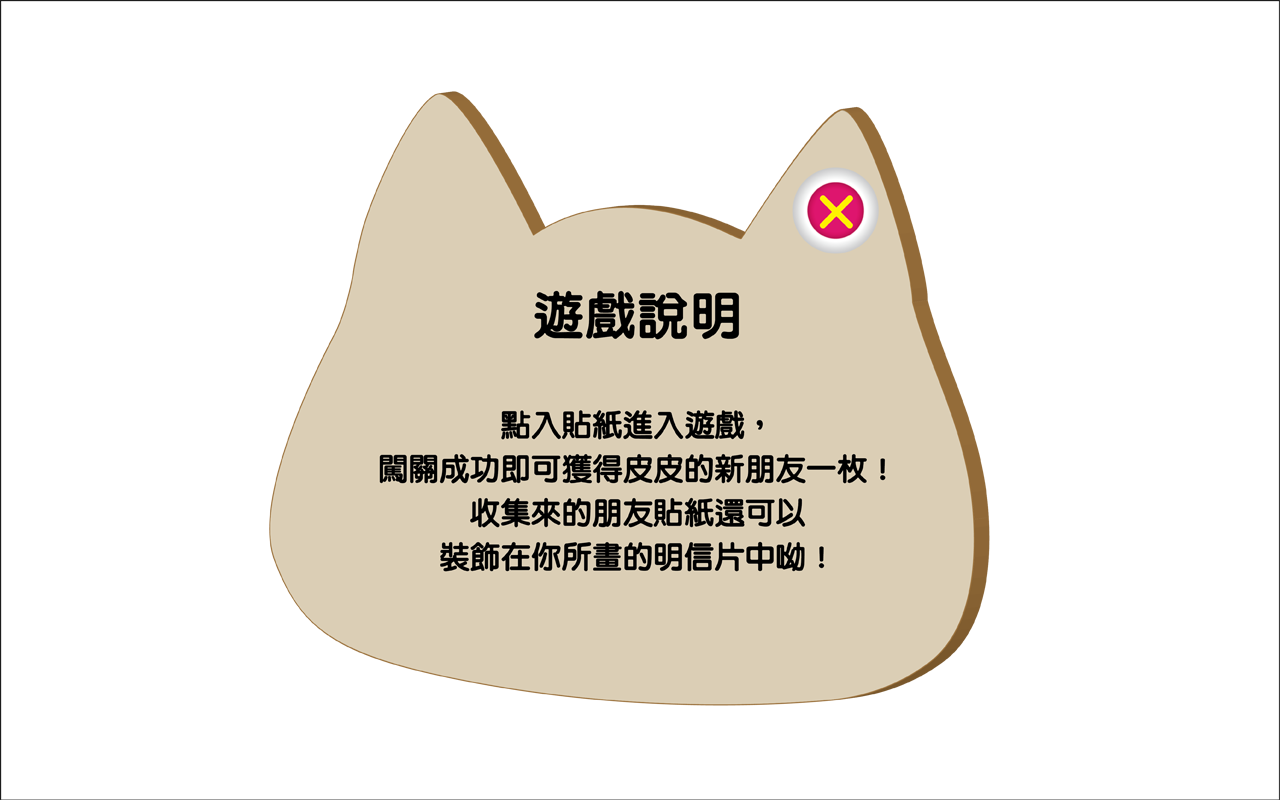 遊戲說明
點入貼紙進入遊戲，
闖關成功即可獲得皮皮的新朋友一枚！
收集來的朋友貼紙還可以
裝飾在你所畫的明信片中呦！